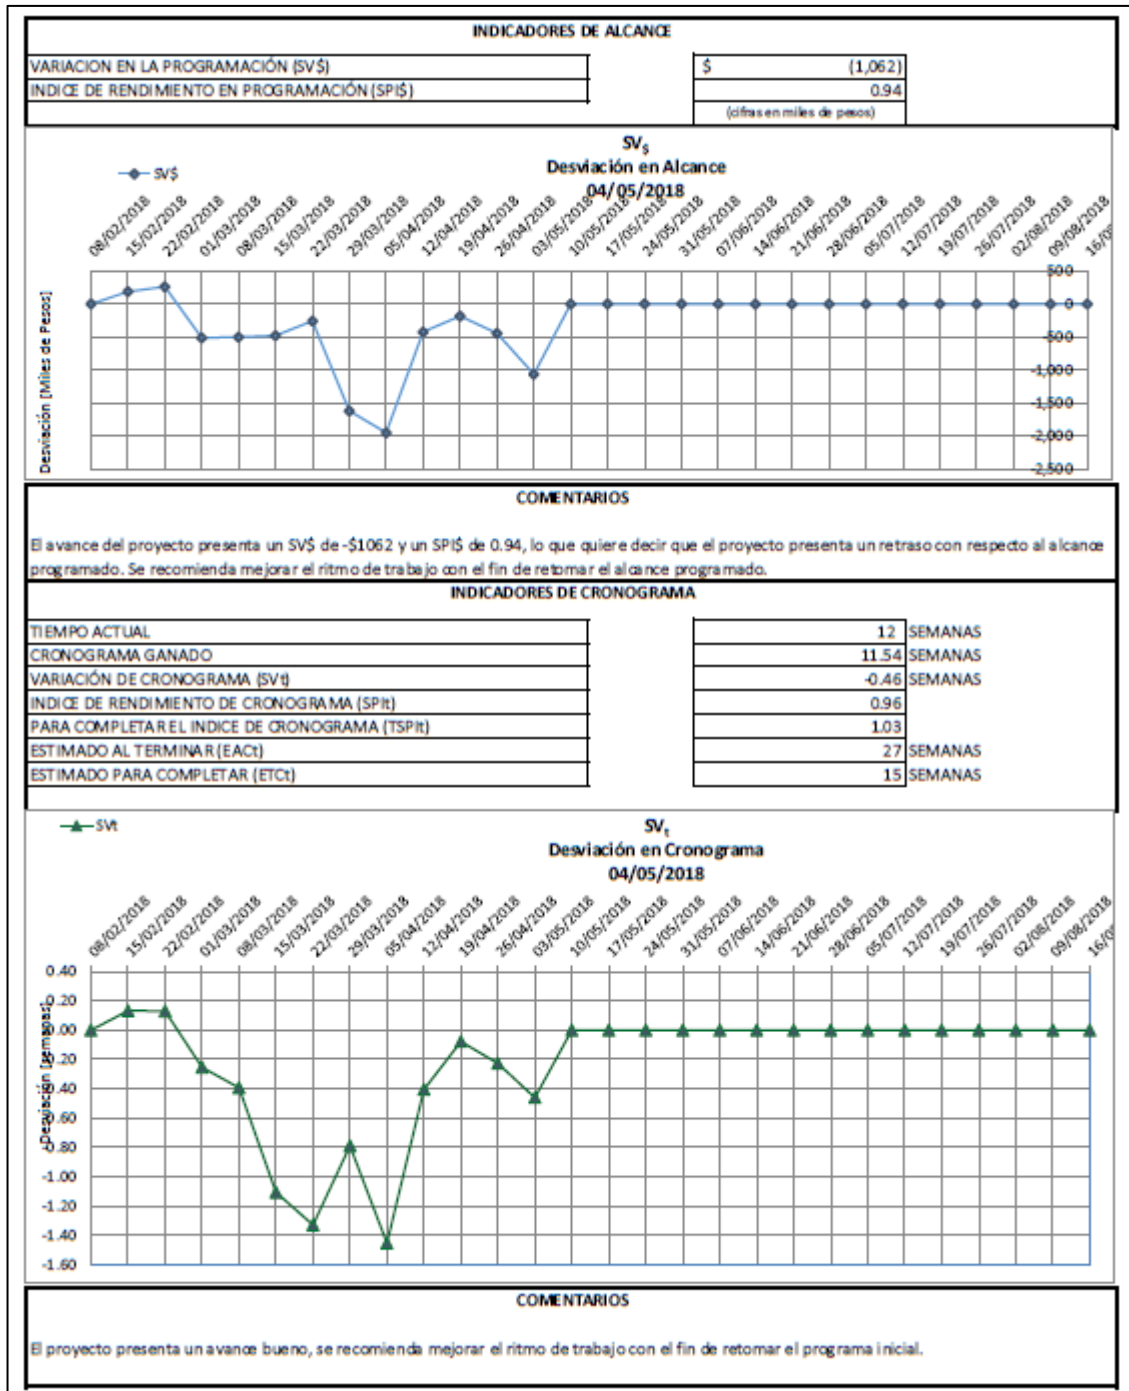 INDICADORES DE ALCANCE
VARIACION EN LA PROGRAMACIÓN (SV$) $ (1,062)
INDICE DE RENDIMIENTO EN PROGRAMACIÓN (SPI$) 0.94
(cifras en miles de pesos)
SV$
Desviación en Alcance
04/05/2018
SV$
08/02/2018 15/02/2018 22/02/2018 01/03/2018 08/03/2018 15/03/2018 22/03/2018 29/03/2018 05/04/2018 12/04/2018 19/04/2018 26/04/2018 03/05/2018 10/05/2018 17/05/2018 24/05/2018 31/05/2018 07/06/2018 14/06/2018 21/06/2018 28/06/2018 05/07/2018 12/07/2018 19/07/2018 26/07/2018 02/08/2018 09/08/2018 16/0
Desviación [Miles de Pesos]
500
0
-500
-1,000
-1,500
-2,000
-2,500
COMENTARIOS
El avance del proyecto presenta un SV$ de -$1062 y un SPI$ de 0.94, lo que quiere decir que el proyecto presenta un retraso con respecto al alcance
programado. Se recomienda mejorar el ritmo de trabajo con el fin de retomar el alcance programado.
INDICADORES DE CRONOGRAMA
TIEMPO ACTUAL 12 SEMANAS
CRONOGRAMA GANADO 11.54 SEMANAS
VARIACIÓN DE CRONOGRAMA (SVt) -0.46 SEMANAS
INDICE DE RENDIMIENTO DE CRONOGRAMA (SPIt) 0.96
PARA COMPLETAR EL INDICE DE CRONOGRAMA (TSPIt) 1.03
ESTIMADO AL TERMINAR (EACt) 27 SEMANAS
ESTIMADO PARA COMPLETAR (ETCt) 15 SEMANAS
SVt
SVt
Desviación en Cronograma
04/05/2018
08/02/2018 15/02/2018 22/02/2018 01/03/2018 08/03/2018 15/03/2018 22/03/2018 29/03/2018 05/04/2018 12/04/2018 19/04/2018 26/04/2018 03/05/2018 10/05/2018 17/05/2018 24/05/2018 31/05/2018 07/06/2018 14/06/2018 21/06/2018 28/06/2018 05/07/2018 12/07/2018 19/07/2018 26/07/2018 02/08/2018 09/08/2018 16/0
Desviación [semanas]
0.40
0.20
0.00
-0.20
-0.40
-0.60
-0.80
-1.00
-1.20
-1.40
-1.60
COMENTARIOS
El proyecto presenta un avance bueno, se recomienda mejorar el ritmo de trabajo con el fin de retomar el programa inicial.